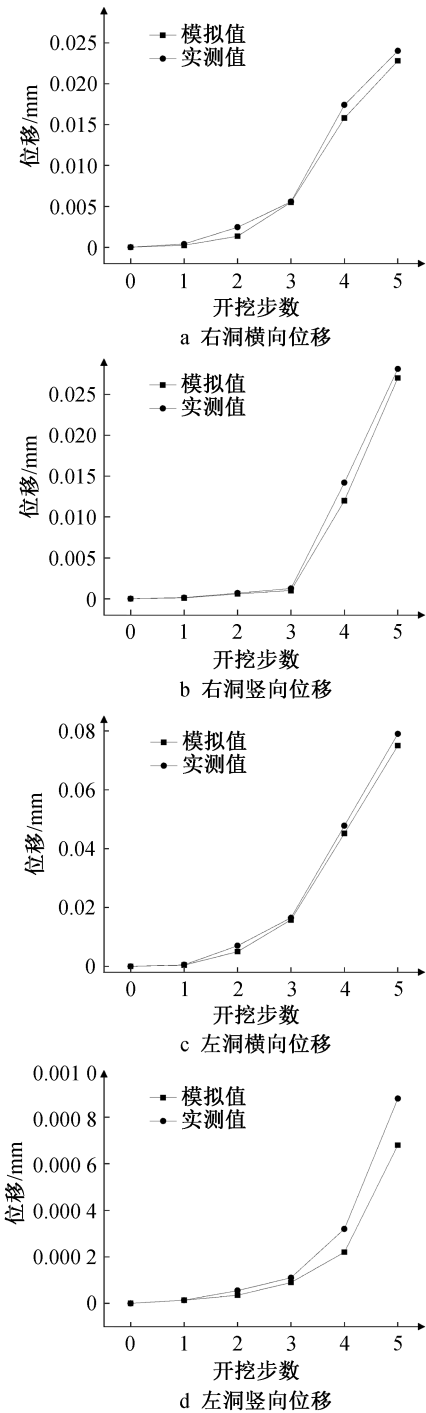 0.025
0.020
0.015
0.010
0.005
0
位移/mm
模拟值
实测值
0 1 2 3 4 5
开挖步数
a 右洞横向位移
0.025
0.020
0.015
0.010
0.005
0
位移/mm
模拟值
实测值
0 1 2 3 4 5
开挖步数
b 右洞竖向位移
0.08
0.06
0.04
0.02
0
位移/mm
模拟值
实测值
0 1 2 3 4 5
开挖步数
c 左洞横向位移
0.001 0
0.000 8
0.000 6
0.000 4
0.000 2
0
位移/mm
模拟值
实测值
0 1 2 3 4 5
开挖步数
d 左洞竖向位移